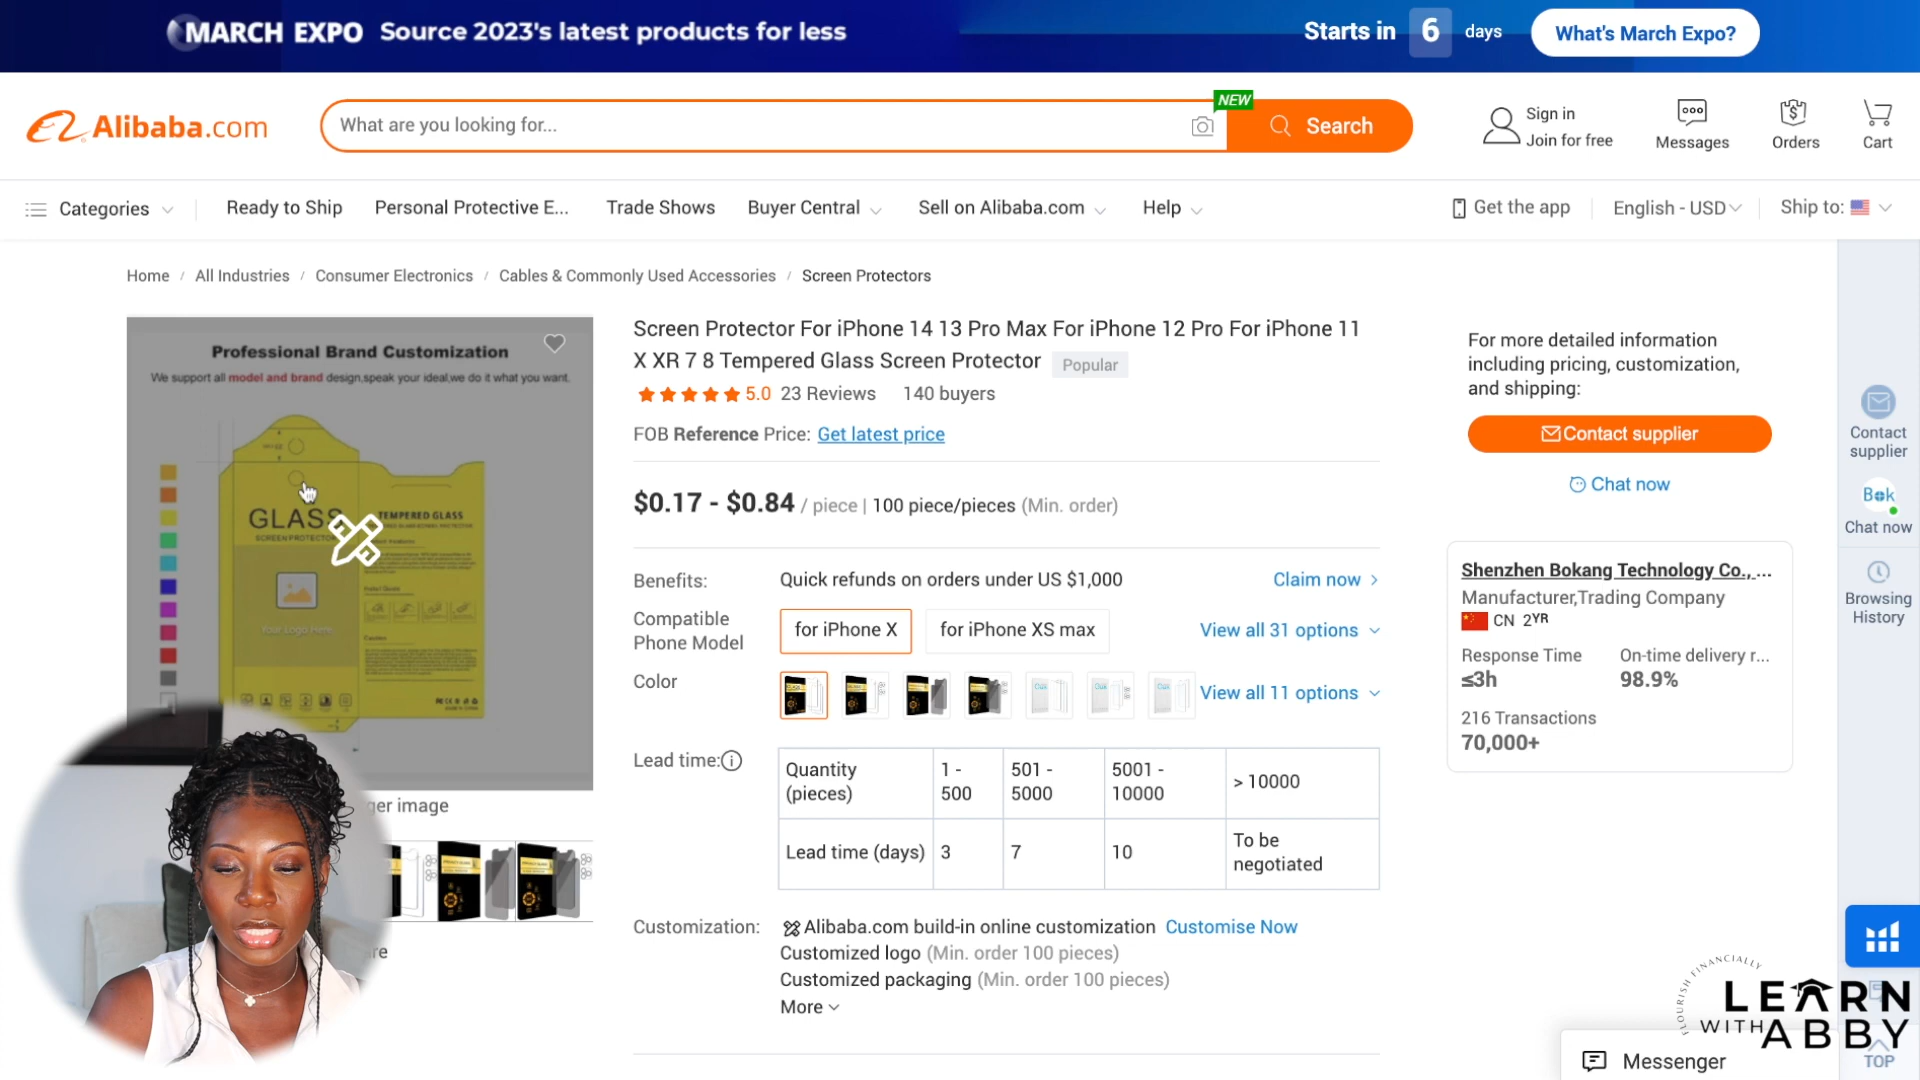 MARCH EXPO Source 2023's latest products for less
Starts in 6 days
What's March Expo?
Alibaba.com
What are you looking for...
NEW
Search
Sign in
Join for free
Messages
Orders
Cart
Categories
Ready to Ship
Personal Protective E...
Trade Shows
Buyer Central
Sell on Alibaba.com
Help
Get the app
English - USD
Ship to:
Home / All Industries / Consumer Electronics / Cables & Commonly Used Accessories / Screen Protectors
Professional Brand Customization
We support all model and brand design,speak your ideal,we do it what you want.
GLASS
SCREEN PROTECTOR
TEMPERED GLASS
Your Logo Here
ger image
re
Screen Protector For iPhone 14 13 Pro Max For iPhone 12 Pro For iPhone 11
X XR 7 8 Tempered Glass Screen Protector Popular
5.0 23 Reviews 140 buyers
FOB Reference Price: Get latest price
$0.17 - $0.84 / piece | 100 piece/pieces (Min. order)
Benefits: Quick refunds on orders under US $1,000 Claim now >
Compatible
Phone Model
for iPhone X
for iPhone XS max
View all 31 options
Color
View all 11 options
Lead time:
Quantity
(pieces)
1 -
500
501 -
5000
5001 -
10000
> 10000
Lead time (days) 3 7 10
To be
negotiated
Customization: Alibaba.com build-in online customization Customise Now
Customized logo (Min. order 100 pieces)
Customized packaging (Min. order 100 pieces)
More
For more detailed information
including pricing, customization,
and shipping:
Contact supplier
Chat now
Shenzhen Bokang Technology Co., ...
Manufacturer,Trading Company
CN 2YR
Response Time
≤3h
On-time delivery r...
98.9%
216 Transactions
70,000+
Contact
supplier
Bok
Chat now
Browsing
History
FLOURISH FINANCIALLY
LEARN
WITH ABBY
Messenger
TOP